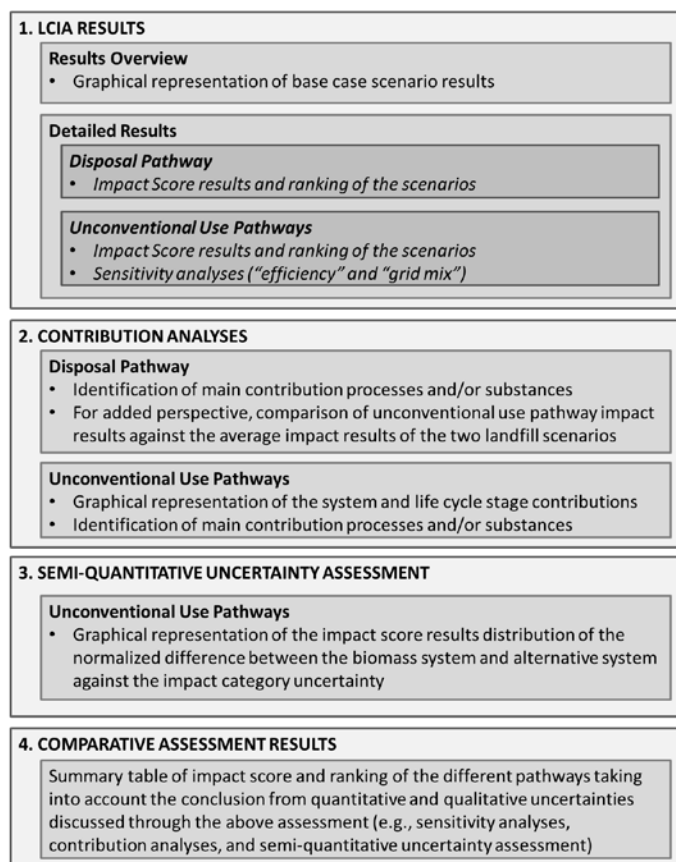 1. LCIA RESULTS
Results Overview
• Graphical representation of base case scenario results
Detailed Results
Disposal Pathway
• Impact Score results and ranking of the scenarios
Unconventional Use Pathways
• Impact Score results and ranking of the scenarios
• Sensitivity analyses (“efficiency” and “grid mix”)
2. CONTRIBUTION ANALYSES
Disposal Pathway
• Identification of main contribution processes and/or substances
• For added perspective, comparison of unconventional use pathway impact
results against the average impact results of the two landfill scenarios
Unconventional Use Pathways
• Graphical representation of the system and life cycle stage contributions
• Identification of main contribution processes and/or substances
3. SEMI-QUANTITATIVE UNCERTAINTY ASSESSMENT
Unconventional Use Pathways
• Graphical representation of the impact score results distribution of the
normalized difference between the biomass system and alternative system
against the impact category uncertainty
4. COMPARATIVE ASSESSMENT RESULTS
Summary table of impact score and ranking of the different pathways taking
into account the conclusion from quantitative and qualitative uncertainties
discussed through the above assessment (e.g., sensitivity analyses,
contribution analyses, and semi-quantitative uncertainty assessment)